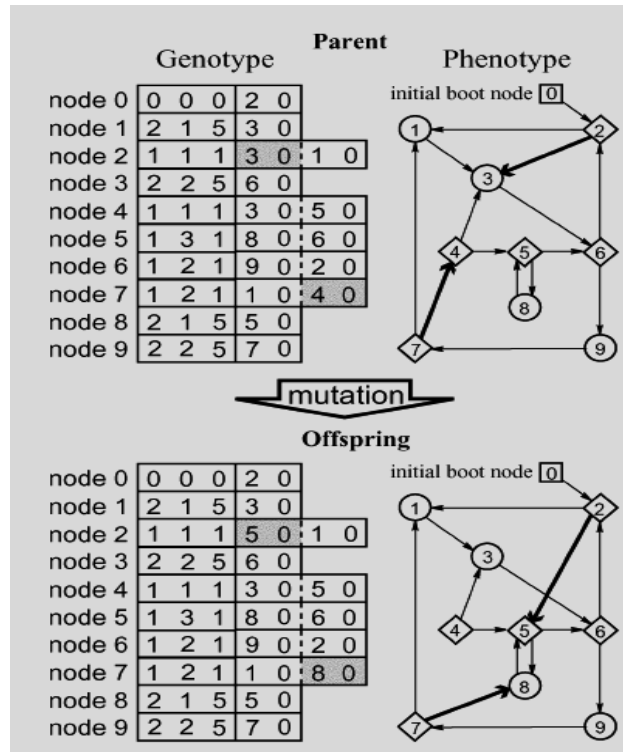 Parent
Genotype
Phenotype
node 0 0 0 0 2 0
node 1 2 1 5 3 0
node 2 1 1 1 3 0 1 0
node 3 2 2 5 6 0
node 4 1 1 1 3 0 5 0
node 5 1 3 1 8 0 6 0
node 6 1 2 1 9 0 2 0
node 7 1 2 1 1 0 4 0
node 8 2 1 5 5 0
node 9 2 2 5 7 0
initial boot node 0
1
2
3
4
5
6
8
7
9
mutation
Offspring
node 0 0 0 0 2 0
node 1 2 1 5 3 0
node 2 1 1 1 5 0 1 0
node 3 2 2 5 6 0
node 4 1 1 1 3 0 5 0
node 5 1 3 1 8 0 6 0
node 6 1 2 1 9 0 2 0
node 7 1 2 1 1 0 8 0
node 8 2 1 5 5 0
node 9 2 2 5 7 0
initial boot node 0
1
2
3
4
5
6
8
7
9